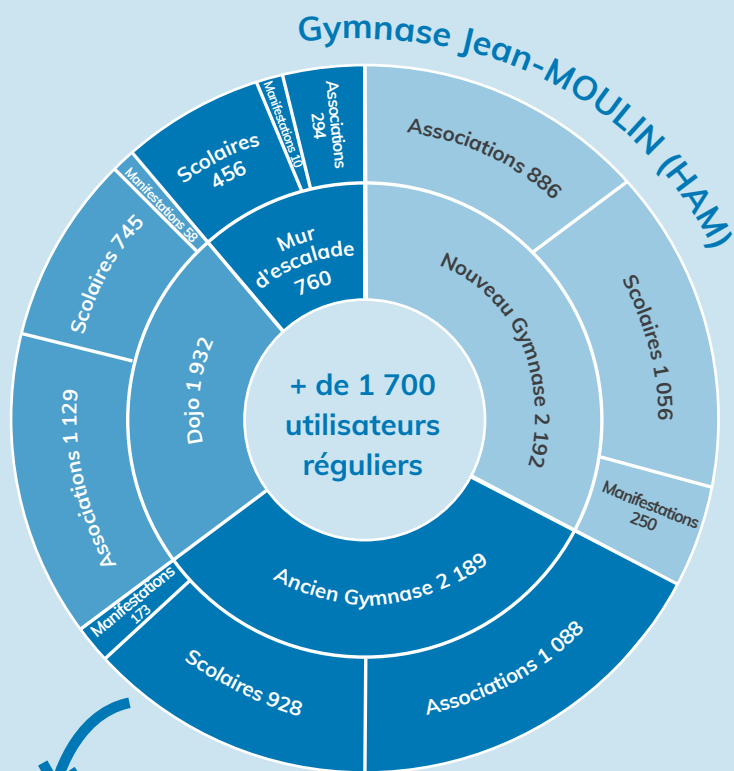 Gymnase Jean-MOULIN (HAM)
Associations 886
Scolaires 1 056
Manifestations
250
Nouveau Gymnase 2 192
Associations 1 088
Scolaires 928
Manifestations
173
Ancien Gymnase 2 189
Associations 1 129
Scolaires 745
Manifestations 58
Dojo 1 932
Scolaires
456
Manifestations 10
Associations
294
Mur
d'escalade
760
+ de 1 700
utilisateurs
réguliers